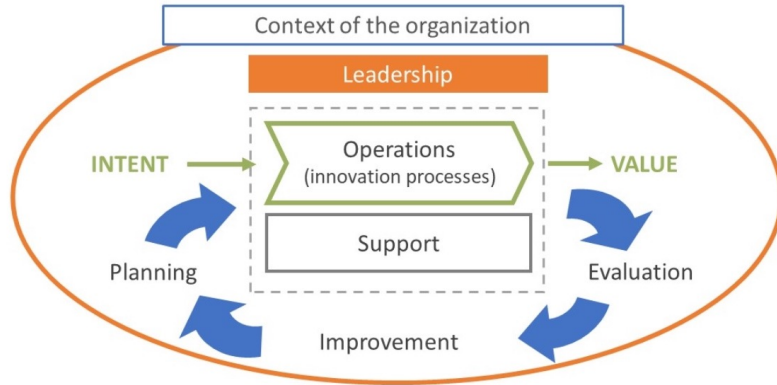 Context of the organization
Leadership
INTENT
Operations
(innovation processes)
VALUE
Support
Planning
Evaluation
Improvement